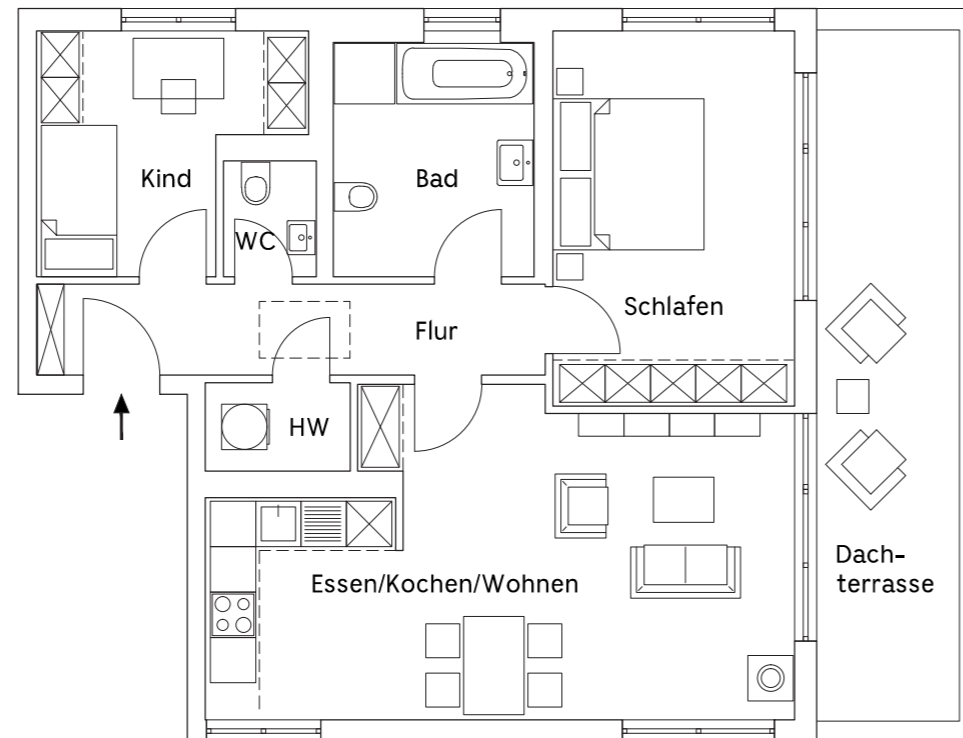 Kind
Bad
WC
Schlafen
Flur
HW
Essen/Kochen/Wohnen
Dach-
terrasse